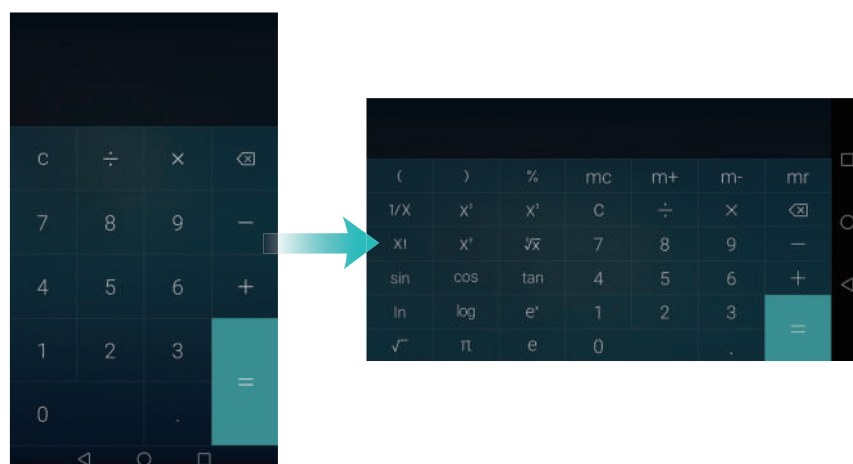 C ÷ ×
7 8 9 −
4 5 6 +
1 2 3
=
0 .
( ) % mc m+ m- mr
1/X X² X³ C ÷ ×
X! Xʸ ʸ√x 7 8 9 −
sin cos tan 4 5 6 +
ln log eˣ 1 2 3
=
√‾ π e 0 .